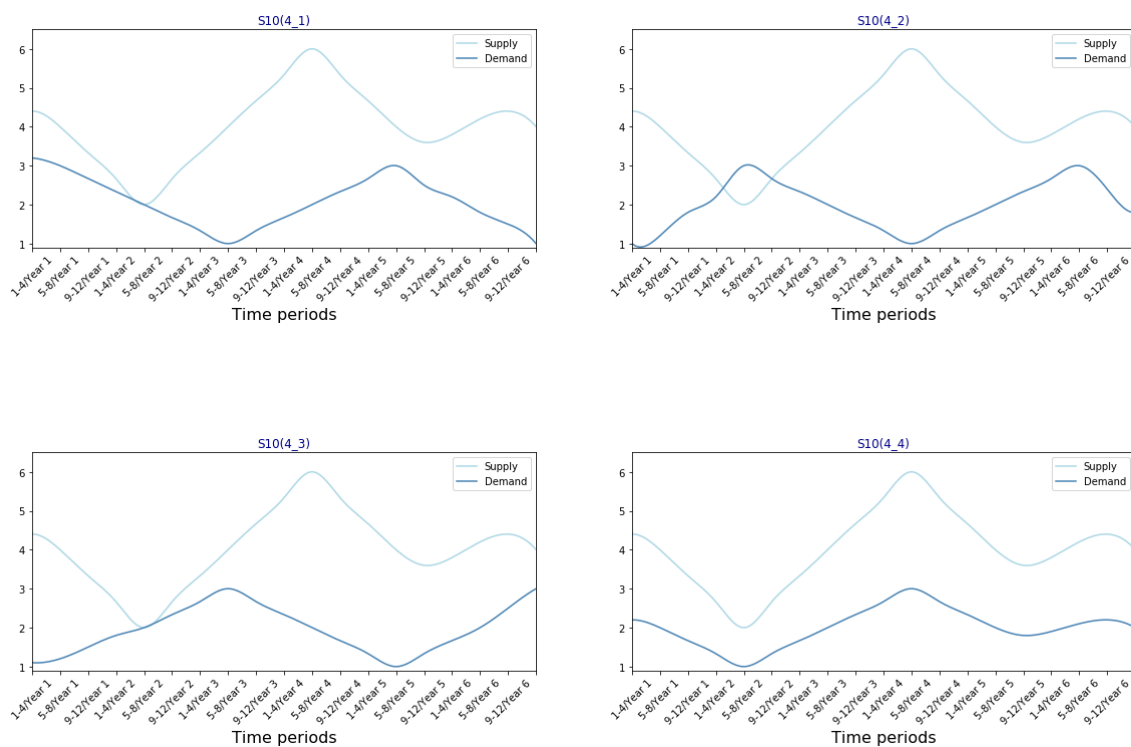 S10(4_1)
6
5
4
3
2
1
Supply
Demand
1-4/Year 1
5-8/Year 1
9-12/Year 1
1-4/Year 2
5-8/Year 2
9-12/Year 2
1-4/Year 3
5-8/Year 3
9-12/Year 3
1-4/Year 4
5-8/Year 4
9-12/Year 4
1-4/Year 5
5-8/Year 5
9-12/Year 5
1-4/Year 6
5-8/Year 6
9-12/Year 6
Time periods
S10(4_2)
6
5
4
3
2
1
Supply
Demand
1-4/Year 1
5-8/Year 1
9-12/Year 1
1-4/Year 2
5-8/Year 2
9-12/Year 2
1-4/Year 3
5-8/Year 3
9-12/Year 3
1-4/Year 4
5-8/Year 4
9-12/Year 4
1-4/Year 5
5-8/Year 5
9-12/Year 5
1-4/Year 6
5-8/Year 6
9-12/Year 6
Time periods
S10(4_3)
6
5
4
3
2
1
Supply
Demand
1-4/Year 1
5-8/Year 1
9-12/Year 1
1-4/Year 2
5-8/Year 2
9-12/Year 2
1-4/Year 3
5-8/Year 3
9-12/Year 3
1-4/Year 4
5-8/Year 4
9-12/Year 4
1-4/Year 5
5-8/Year 5
9-12/Year 5
1-4/Year 6
5-8/Year 6
9-12/Year 6
Time periods
S10(4_4)
6
5
4
3
2
1
Supply
Demand
1-4/Year 1
5-8/Year 1
9-12/Year 1
1-4/Year 2
5-8/Year 2
9-12/Year 2
1-4/Year 3
5-8/Year 3
9-12/Year 3
1-4/Year 4
5-8/Year 4
9-12/Year 4
1-4/Year 5
5-8/Year 5
9-12/Year 5
1-4/Year 6
5-8/Year 6
9-12/Year 6
Time periods